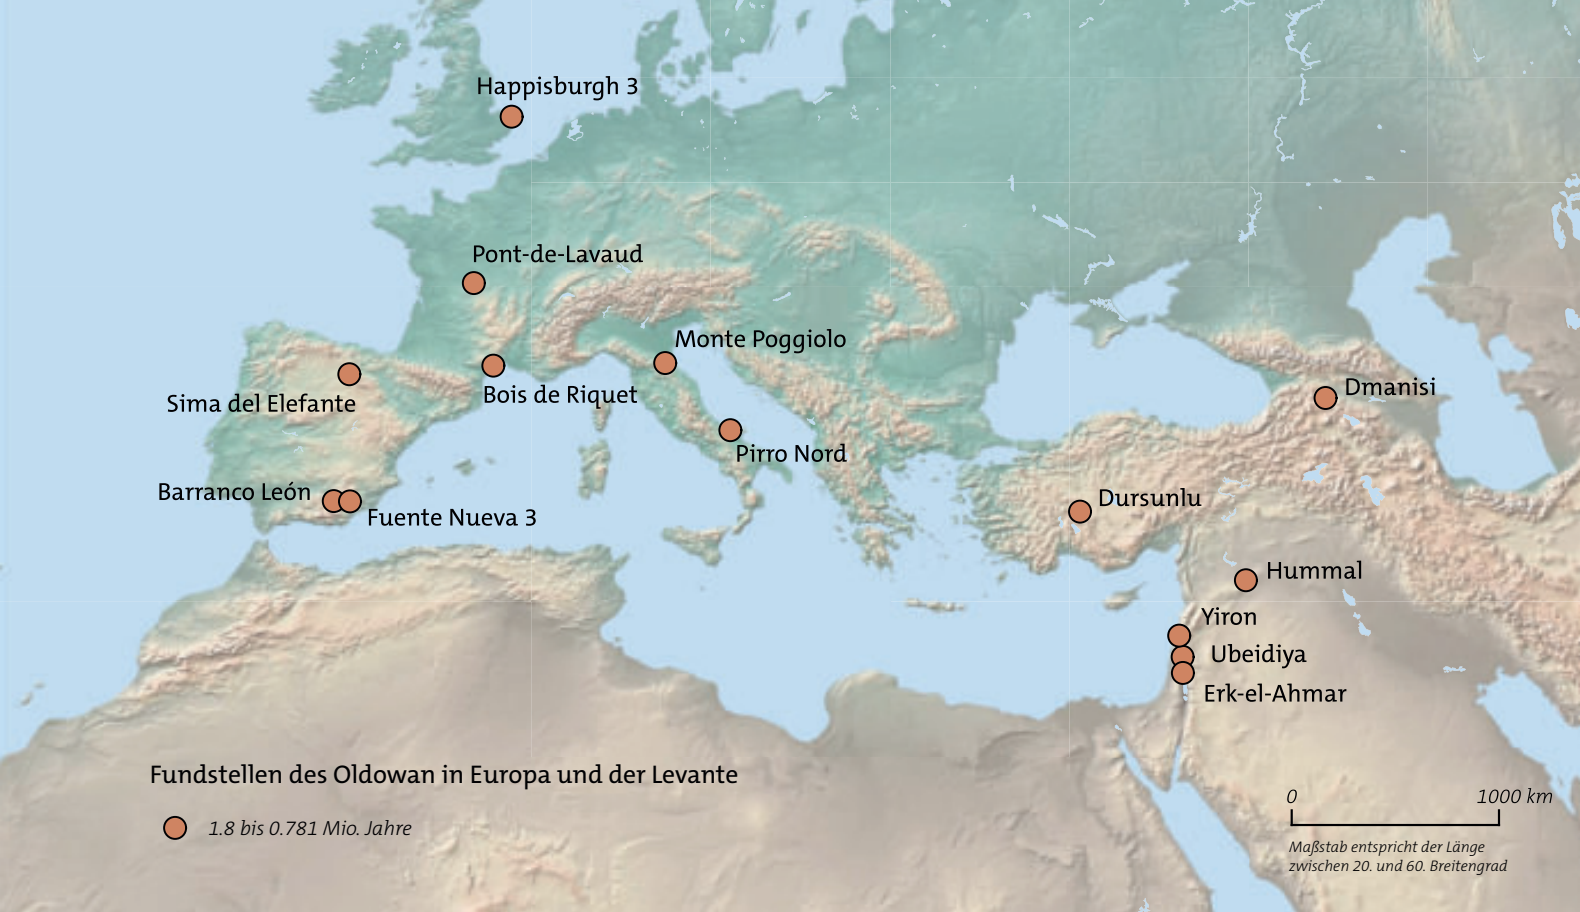 Happisburgh 3
Pont-de-Lavaud
Monte Poggiolo
Sima del Elefante
Bois de Riquet
Dmanisi
Pirro Nord
Barranco León
Fuente Nueva 3
Dursunlu
Hummal
Yiron
Ubeidiya
Erk-el-Ahmar
Fundstellen des Oldowan in Europa und der Levante
1.8 bis 0.781 Mio. Jahre
0 1000 km
Maßstab entspricht der Länge
zwischen 20. und 60. Breitengrad